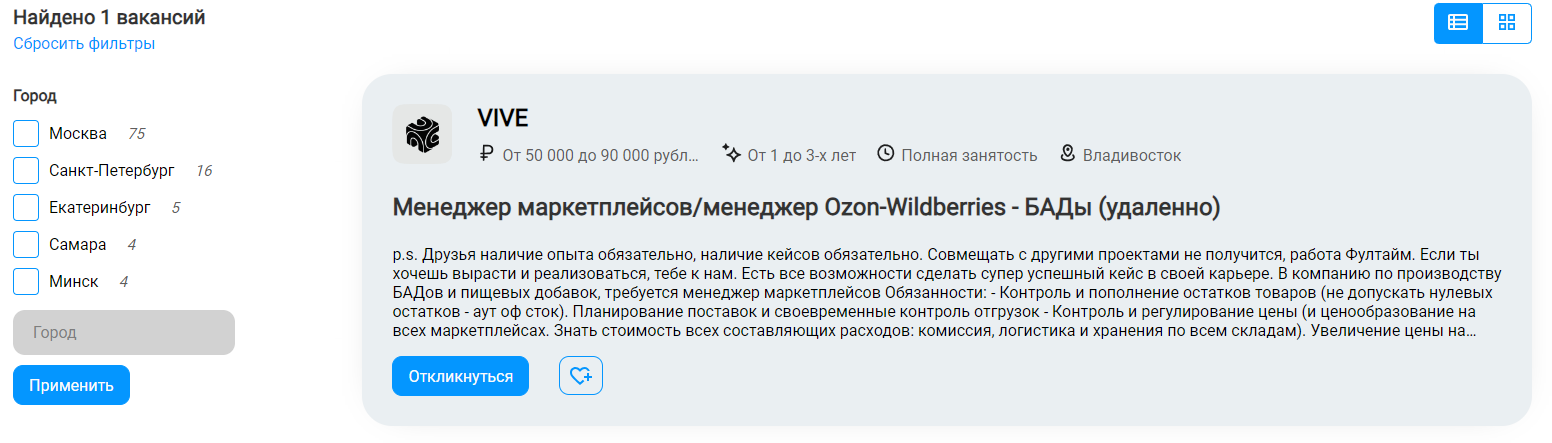 Найдено 1 вакансий
Сбросить фильтры
Город
Москва 75
Санкт-Петербург 16
Екатеринбург 5
Самара 4
Минск 4
Город
Применить
VIVE
От 50 000 до 90 000 рубл... От 1 до 3-х лет Полная занятость Владивосток
Менеджер маркетплейсов/менеджер Ozon-Wildberries - БАДы (удаленно)
p.s. Друзья наличие опыта обязательно, наличие кейсов обязательно. Совмещать с другими проектами не получится, работа Фултайм. Если ты
хочешь вырасти и реализоваться, тебе к нам. Есть все возможности сделать супер успешный кейс в своей карьере. В компанию по производству
БАДов и пищевых добавок, требуется менеджер маркетплейсов Обязанности: - Контроль и пополнение остатков товаров (не допускать нулевых
остатков - аут оф сток). Планирование поставок и своевременные контроль отгрузок - Контроль и регулирование цены (и ценообразование на
всех маркетплейсах. Знать стоимость всех составляющих расходов: комиссия, логистика и хранения по всем складам). Увеличение цены на...
Откликнуться